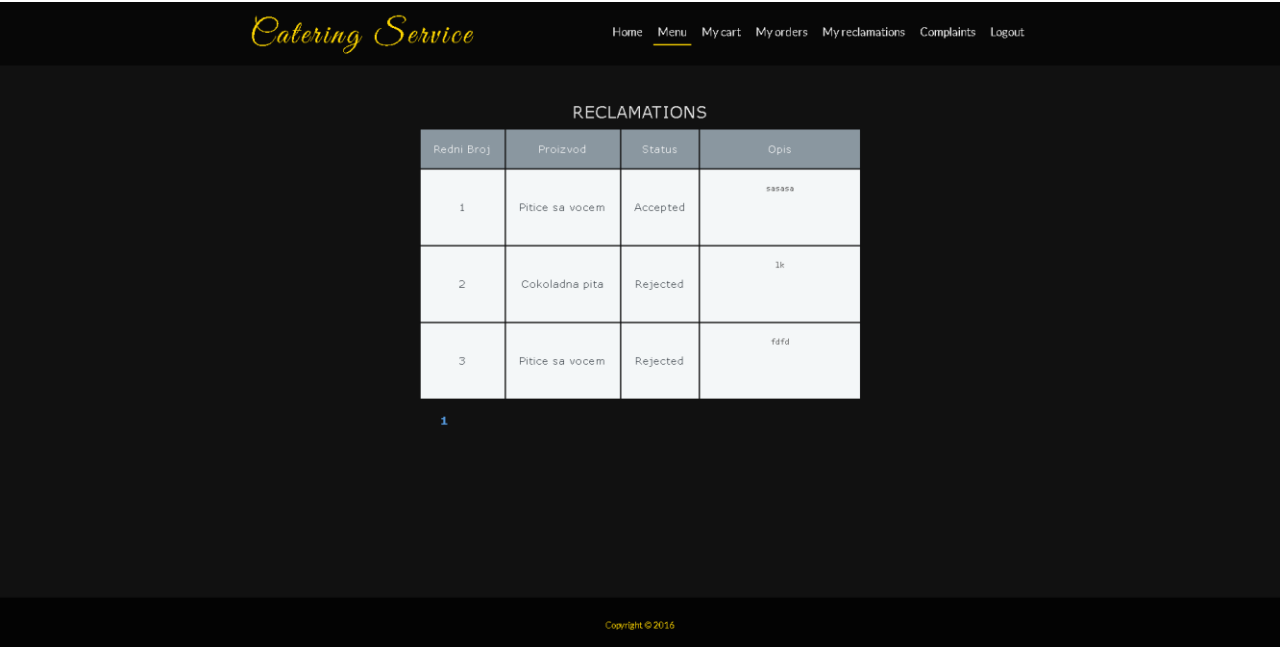 Catering Service
Home Menu My cart My orders My reclamations Complaints Logout
RECLAMATIONS
Redni Broj Proizvod Status Opis
1 Pitice sa vocem Accepted sasasa
2 Cokoladna pita Rejected lk
3 Pitice sa vocem Rejected fdfd
1
Copyright © 2016